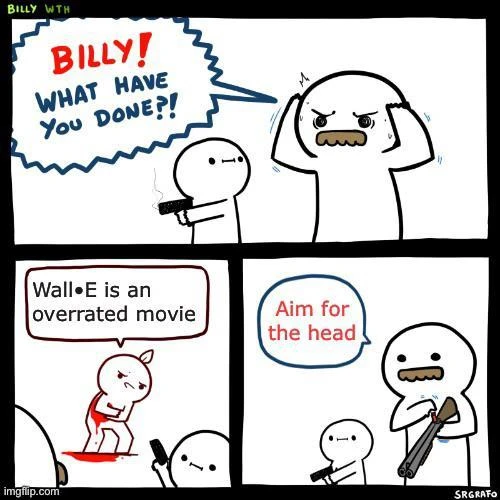 BILLY WTH
BILLY!
WHAT HAVE
YOU DONE?!
Wall•E is an
overrated movie
Aim for
the head
imgflip.com
SRGRAFO